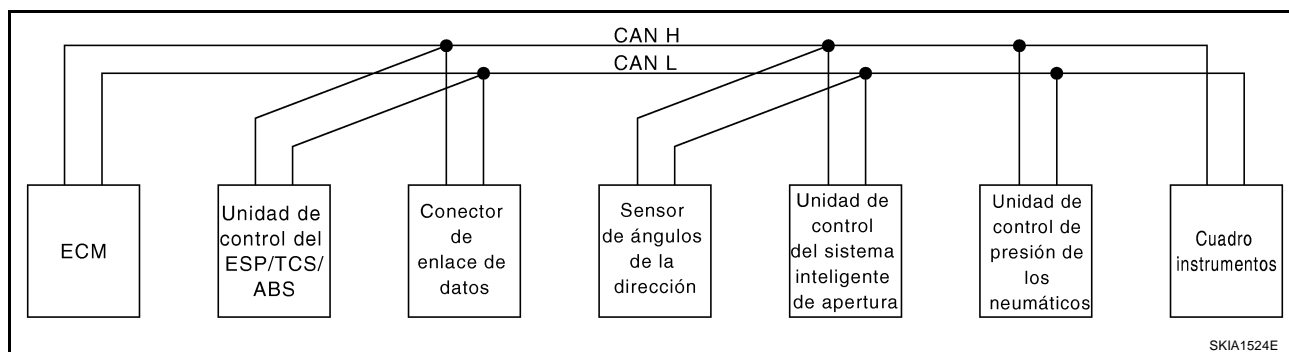 CAN H
CAN L
ECM
Unidad de
control del
ESP/TCS/
ABS
Conector
de
enlace de
datos
Sensor
de ángulos
de la
dirección
Unidad de
control
del sistema
inteligente
de apertura
Unidad de
control de
presión de
los
neumáticos
Cuadro
instrumentos
SKIA1524E